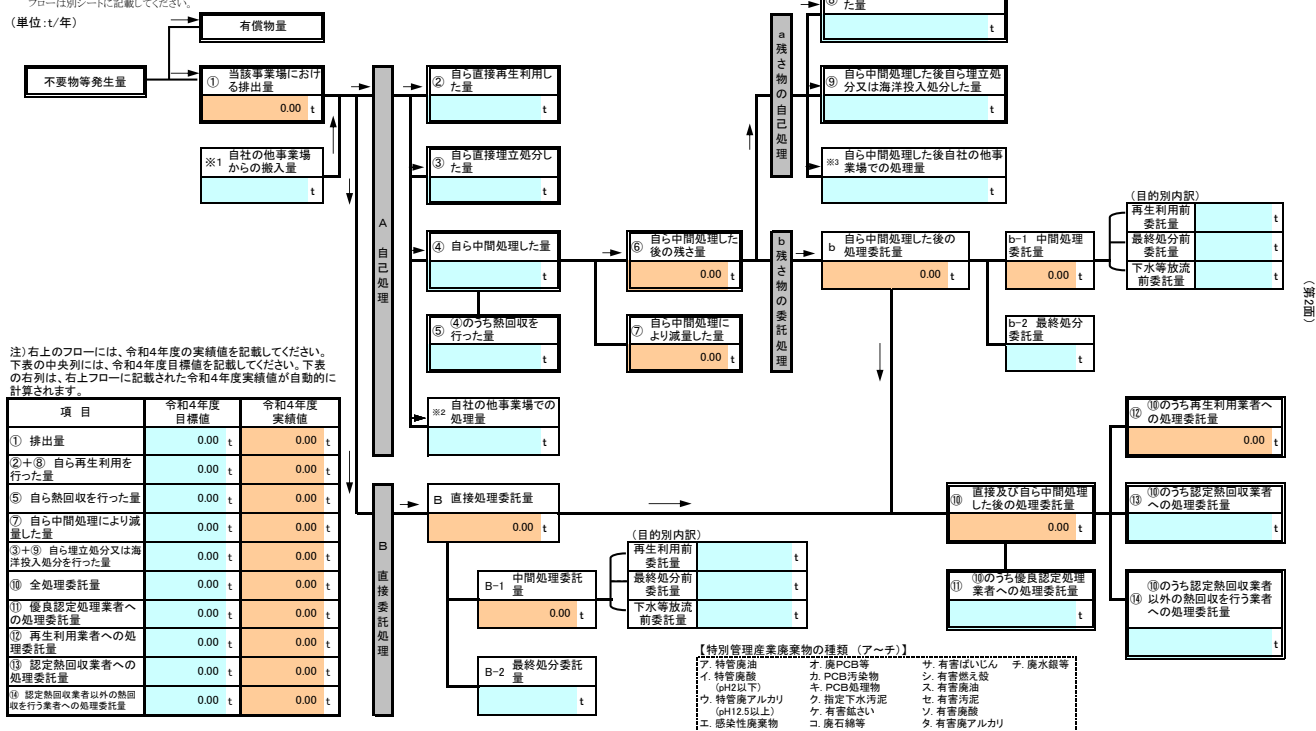 フローは別シートに記載してください。
(単位:t/年)
有償物量
不要物等発生量
① 当該事業場におけ
る排出量
0.00 t
※1 自社の他事業場
からの搬入量
t
A 自己処理
② 自ら直接再生利用し
た量
t
③ 自ら直接埋立処分し
た量
t
④ 自ら中間処理した量
t
⑤ ④のうち熱回収を
行った量
t
※2 自社の他事業場での
処理量
t
⑥ 自ら中間処理した
後の残さ量
0.00 t
⑦ 自ら中間処理に
より減量した量
0.00 t
a 残さ物の自己処理
⑧ た量
t
⑨ 自ら中間処理した後自ら埋立処
分又は海洋投入処分した量
t
※3 自ら中間処理した後自社の他事
業場での処理量
t
b 残さ物の委託処理
b 自ら中間処理した後の
処理委託量
0.00 t
b-1 中間処理
委託量
0.00 t
b-2 最終処分
委託量
t
(目的別内訳)
再生利用前
委託量
t
最終処分前
委託量
t
下水等放流
前委託量
t
(第2面)
注)右上のフローには、令和4年度の実績値を記載してください。
下表の中央列には、令和4年度目標値を記載してください。下表
の右列は、右上フローに記載された令和4年度実績値が自動的に
計算されます。
項 目 令和4年度 目標値 令和4年度 実績値
① 排出量 0.00 t 0.00 t
②+⑧ 自ら再生利用を
行った量 0.00 t 0.00 t
⑤ 自ら熱回収を行った量 0.00 t 0.00 t
⑦ 自ら中間処理により減
量した量 0.00 t 0.00 t
③+⑨ 自ら埋立処分又は海
洋投入処分を行った量 0.00 t 0.00 t
⑩ 全処理委託量 0.00 t 0.00 t
⑪ 優良認定処理業者へ
の処理委託量 0.00 t 0.00 t
⑫ 再生利用業者への処
理委託量 0.00 t 0.00 t
⑬ 認定熱回収業者への
処理委託量 0.00 t 0.00 t
⑭ 認定熱回収業者以外の熱回
収を行う業者への処理委託量 0.00 t 0.00 t
B 直接委託処理
B 直接処理委託量
0.00 t
B-1 中間処理委託
量
0.00 t
B-2 最終処分委託
量
t
(目的別内訳)
再生利用前
委託量
t
最終処分前
委託量
t
下水等放流
前委託量
t
⑩ 直接及び自ら中間処理
した後の処理委託量
0.00 t
⑪ ⑩のうち優良認定処理
業者への処理委託量
t
⑫ ⑩のうち再生利用業者へ
の処理委託量
0.00 t
⑬ ⑩のうち認定熱回収業者
への処理委託量
t
⑭ ⑩のうち認定熱回収業者
以外の熱回収を行う業者
への処理委託量
t
【特別管理産業廃棄物の種類 (ア~チ)】
ア. 特管廃油 オ. 廃PCB等 サ. 有害ばいじん チ. 廃水銀等
イ. 特管廃酸 カ. PCB汚染物 シ. 有害燃え殻
(pH2以下) キ. PCB処理物 ス. 有害廃油
ウ. 特管廃アルカリ ク. 指定下水汚泥 セ. 有害汚泥
(pH12.5以上) ケ. 有害鉱さい ソ. 有害廃酸
エ. 感染性廃棄物 コ. 廃石綿等 タ. 有害廃アルカリ